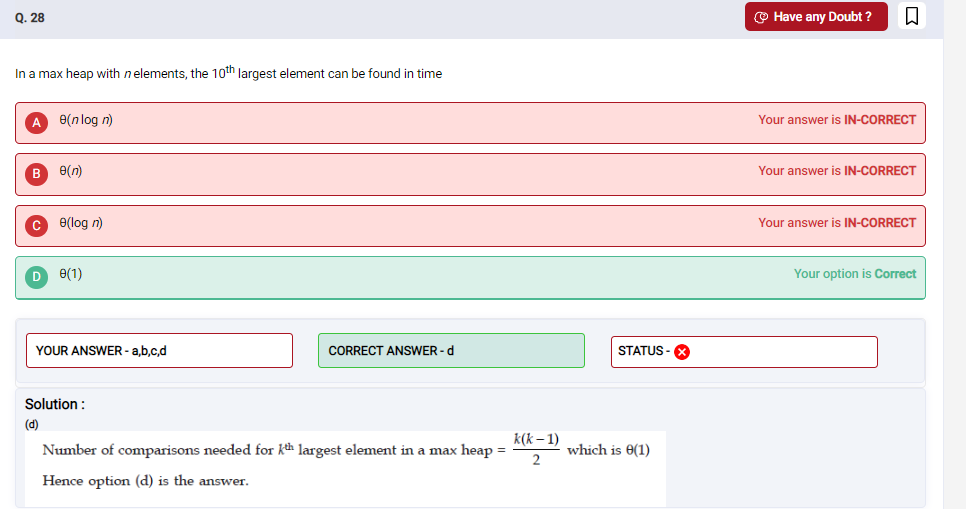 Q. 28
Have any Doubt ?
In a max heap with n elements, the 10th largest element can be found in time
A θ(n log n) Your answer is IN-CORRECT
B θ(n) Your answer is IN-CORRECT
C θ(log n) Your answer is IN-CORRECT
D θ(1) Your option is Correct
YOUR ANSWER - a,b,c,d CORRECT ANSWER - d STATUS -
Solution :
(d)
Number of comparisons needed for kth largest element in a max heap = k(k – 1)/2 which is θ(1)
Hence option (d) is the answer.